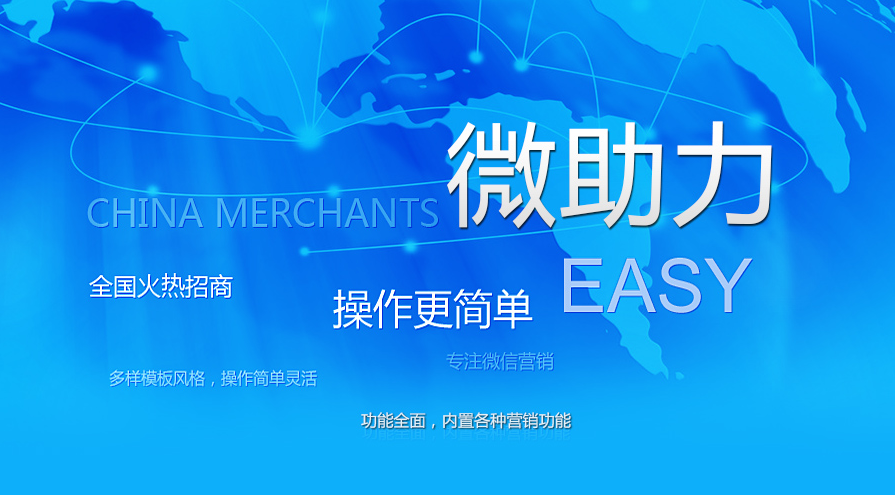 微助力
CHINA MERCHANTS
EASY
全国火热招商
操作更简单
专注微信营销
多样模板风格，操作简单灵活
功能全面，内置各种营销功能